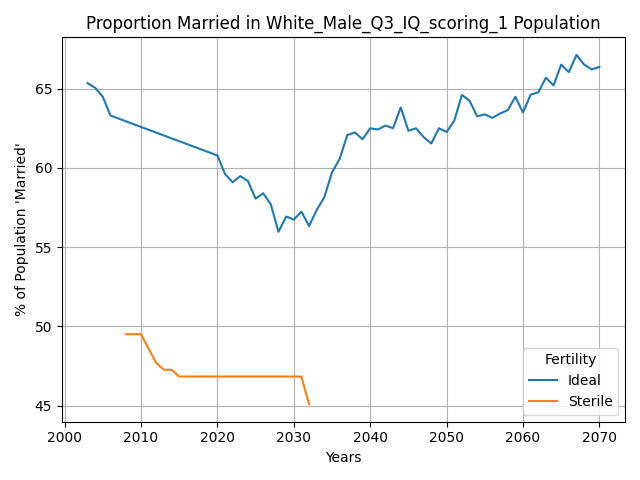 Proportion Married in White_Male_Q3_IQ_scoring_1 Population
% of Population 'Married'
65
60
55
50
45
2000 2010 2020 2030 2040 2050 2060 2070
Years
Fertility
Ideal
Sterile